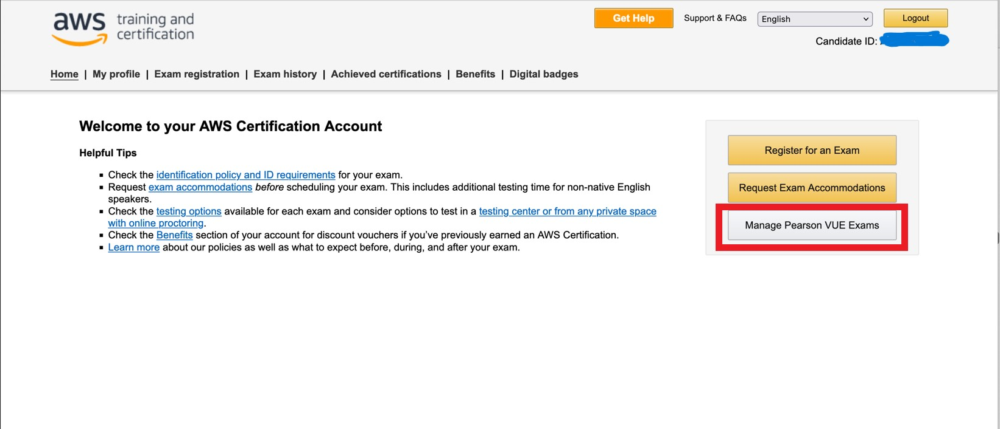 aws training and certification
Get Help
Support & FAQs
English
Logout
Candidate ID:
Home | My profile | Exam registration | Exam history | Achieved certifications | Benefits | Digital badges
Welcome to your AWS Certification Account
Helpful Tips
▪ Check the identification policy and ID requirements for your exam.
▪ Request exam accommodations before scheduling your exam. This includes additional testing time for non-native English
speakers.
▪ Check the testing options available for each exam and consider options to test in a testing center or from any private space
with online proctoring.
▪ Check the Benefits section of your account for discount vouchers if you’ve previously earned an AWS Certification.
▪ Learn more about our policies as well as what to expect before, during, and after your exam.
Register for an Exam
Request Exam Accommodations
Manage Pearson VUE Exams